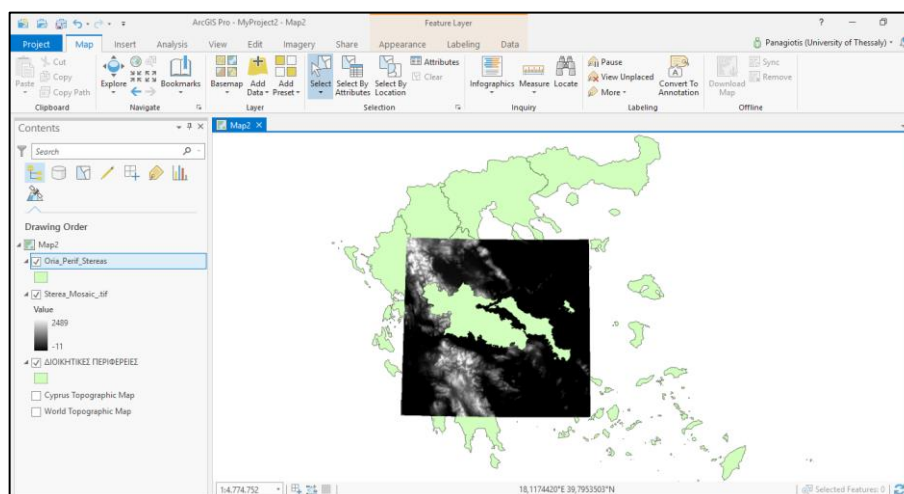 ArcGIS Pro - MyProject2 - Map2
Feature Layer
?
Project Map Insert Analysis View Edit Imagery Share Appearance Labeling Data
Panagiotis (University of Thessaly)
Paste
Cut
Copy
Copy Path
Clipboard
Explore
Bookmarks
Navigate
Basemap
Add Data
Add Preset
Layer
Select
Select By Attributes
Select By Location
Attributes
Clear
Selection
Infographics
Measure
Locate
Inquiry
Pause
View Unplaced
More
Convert To Annotation
Labeling
Download Map
Sync
Remove
Offline
Contents
Search
Drawing Order
Map2
Oria_Perif_Stereas
Sterea_Mosaic_.tif
Value
2489
-11
ΔΙΟΙΚΗΤΙΚΕΣ ΠΕΡΙΦΕΡΕΙΕΣ
Cyprus Topographic Map
World Topographic Map
Map2
1:4.774.752
18,1174420°E 39,7953503°N
Selected Features: 0